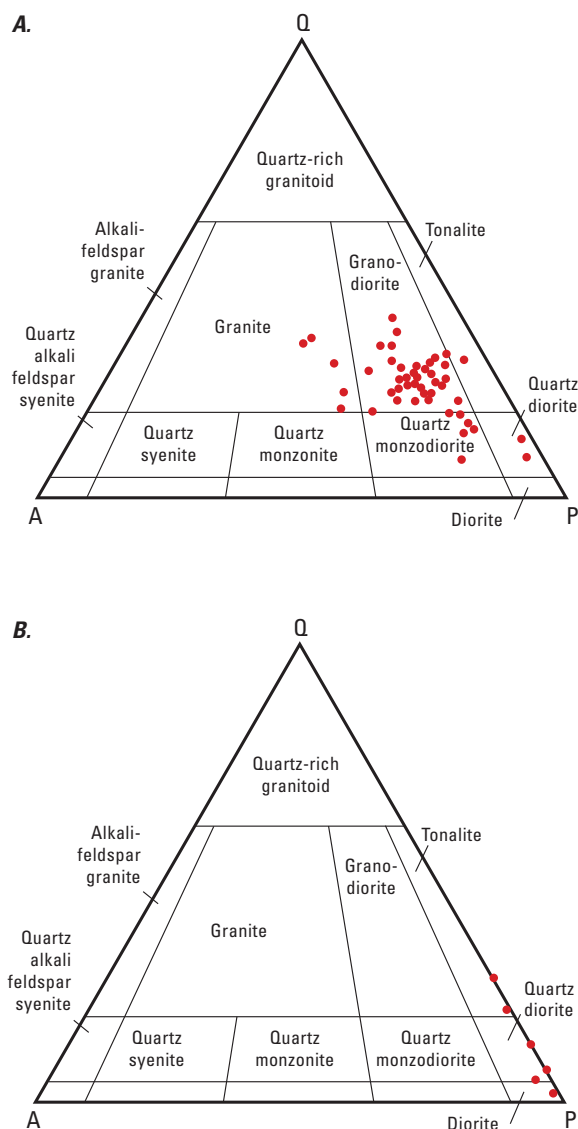 A.
Q
Quartz-rich
granitoid
Alkali-
feldspar
granite
Tonalite
Grano-
diorite
Granite
Quartz
alkali
feldspar
syenite
Quartz
diorite
Quartz
syenite
Quartz
monzonite
Quartz
monzodiorite
A
P
Diorite
B.
Q
Quartz-rich
granitoid
Alkali-
feldspar
granite
Tonalite
Grano-
diorite
Granite
Quartz
alkali
feldspar
syenite
Quartz
diorite
Quartz
syenite
Quartz
monzonite
Quartz
monzodiorite
A
P
Diorite